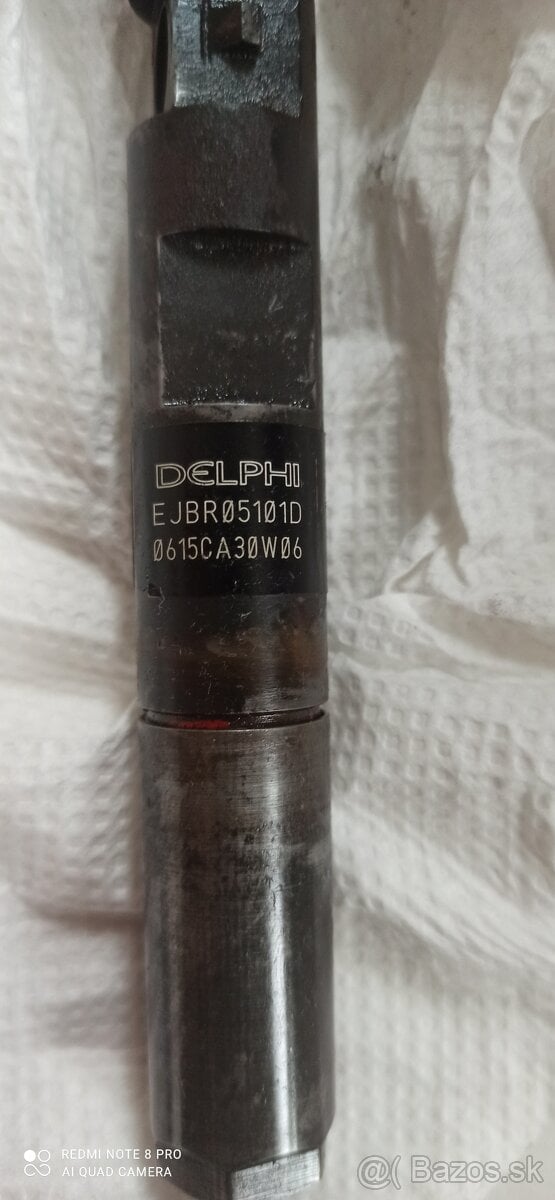 DELPHI
EJBR05101D
0615CA30W06
REDMI NOTE 8 PRO
AI QUAD CAMERA
@( Bazos.sk